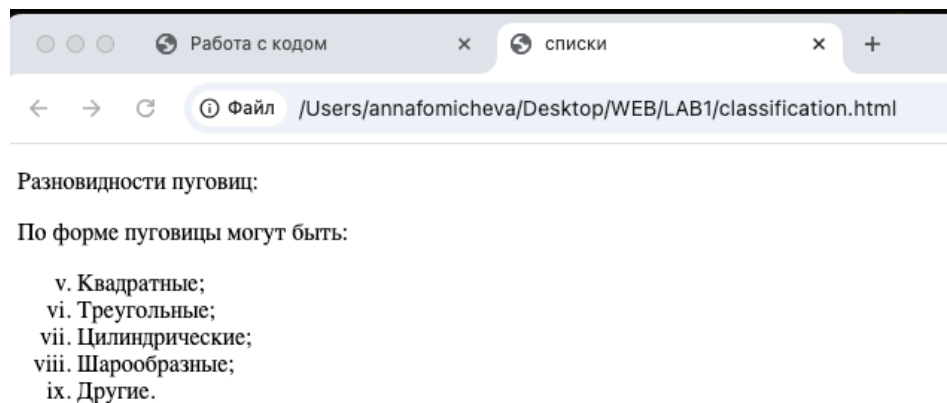 Работа с кодом
списки
Файл /Users/annafomicheva/Desktop/WEB/LAB1/classification.html
Разновидности пуговиц:
По форме пуговицы могут быть:
v. Квадратные;
vi. Треугольные;
vii. Цилиндрические;
viii. Шарообразные;
ix. Другие.